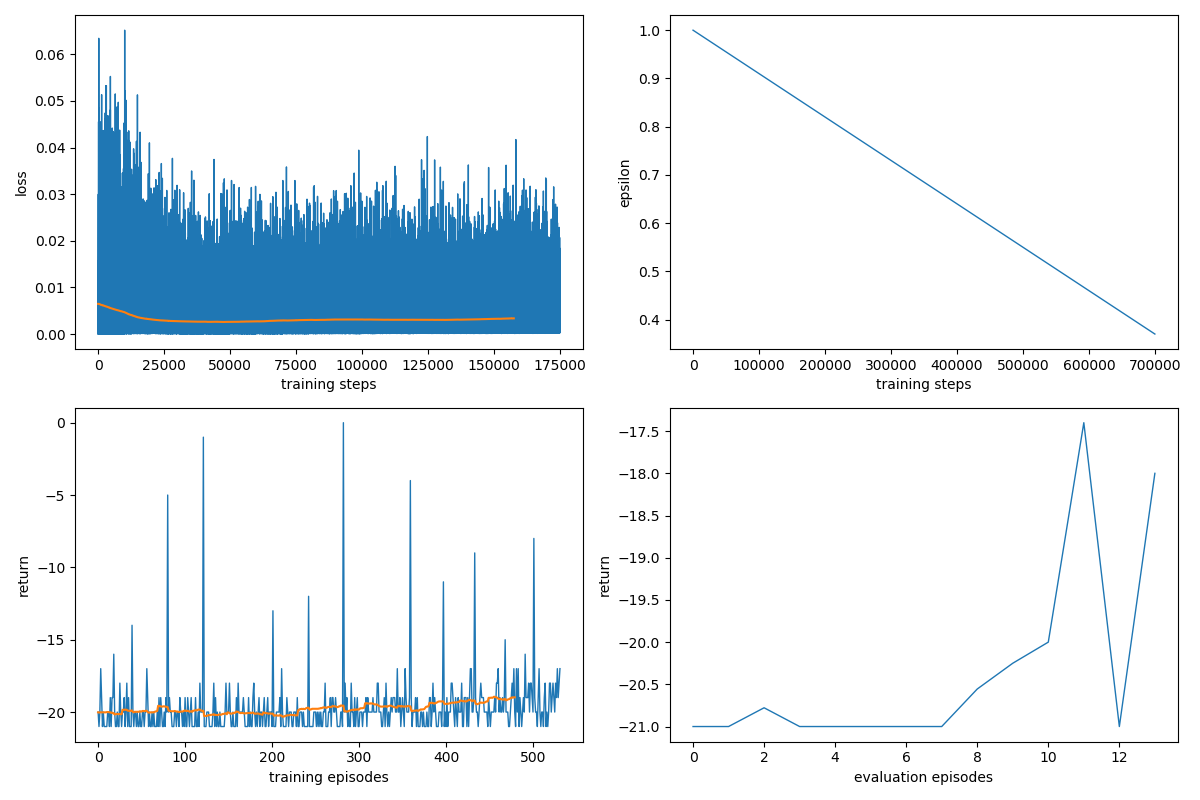 0.06
0.05
0.04
0.03
0.02
0.01
0.00
loss
0 25000 50000 75000 100000 125000 150000 175000
training steps
1.0
0.9
0.8
0.7
0.6
0.5
0.4
epsilon
0 100000 200000 300000 400000 500000 600000 700000
training steps
0
−5
−10
−15
−20
return
0 100 200 300 400 500
training episodes
−17.5
−18.0
−18.5
−19.0
−19.5
−20.0
−20.5
−21.0
return
0 2 4 6 8 10 12
evaluation episodes